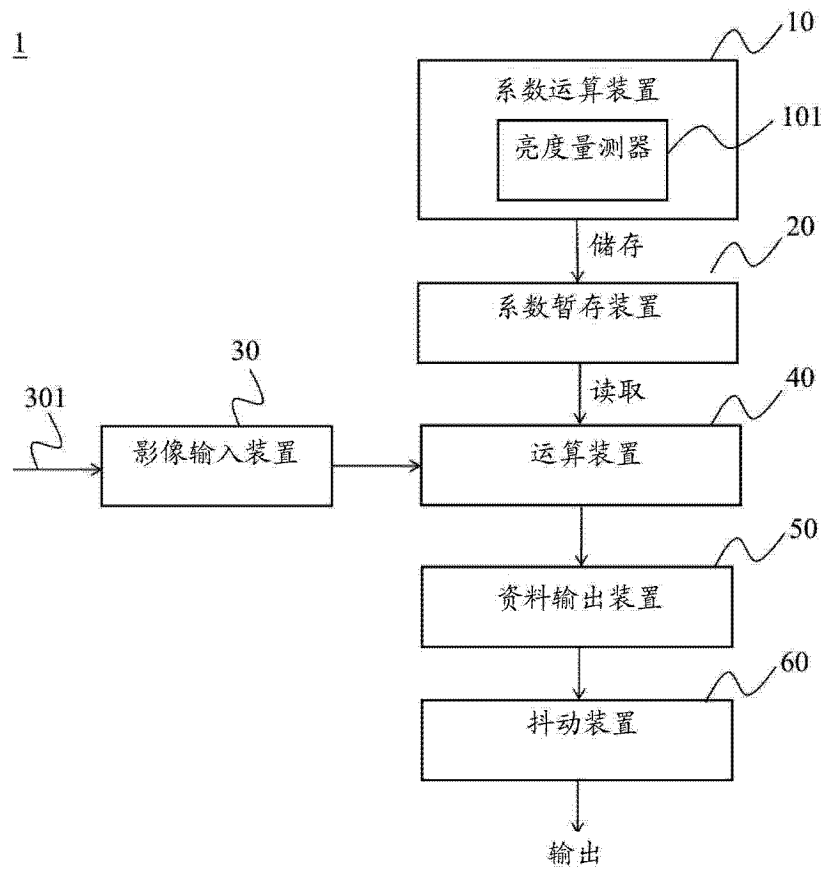 1
10
系数运算装置
101
亮度量测器
储存
20
系数暂存装置
读取
30
301
影像输入装置
40
运算装置
50
资料输出装置
60
抖动装置
输出